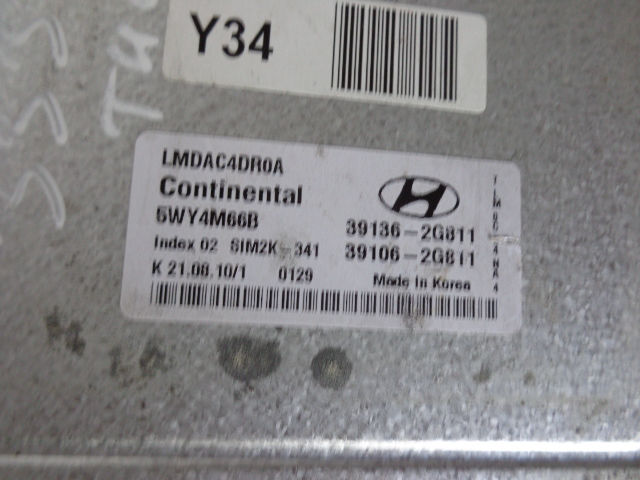 Y34
LMDAC4DR0A
Continental
5WY4M66B
39136-2G811
Index 02 SIM2K-341
39106-2G811
K 21.08.10/1 0129
Made in Korea